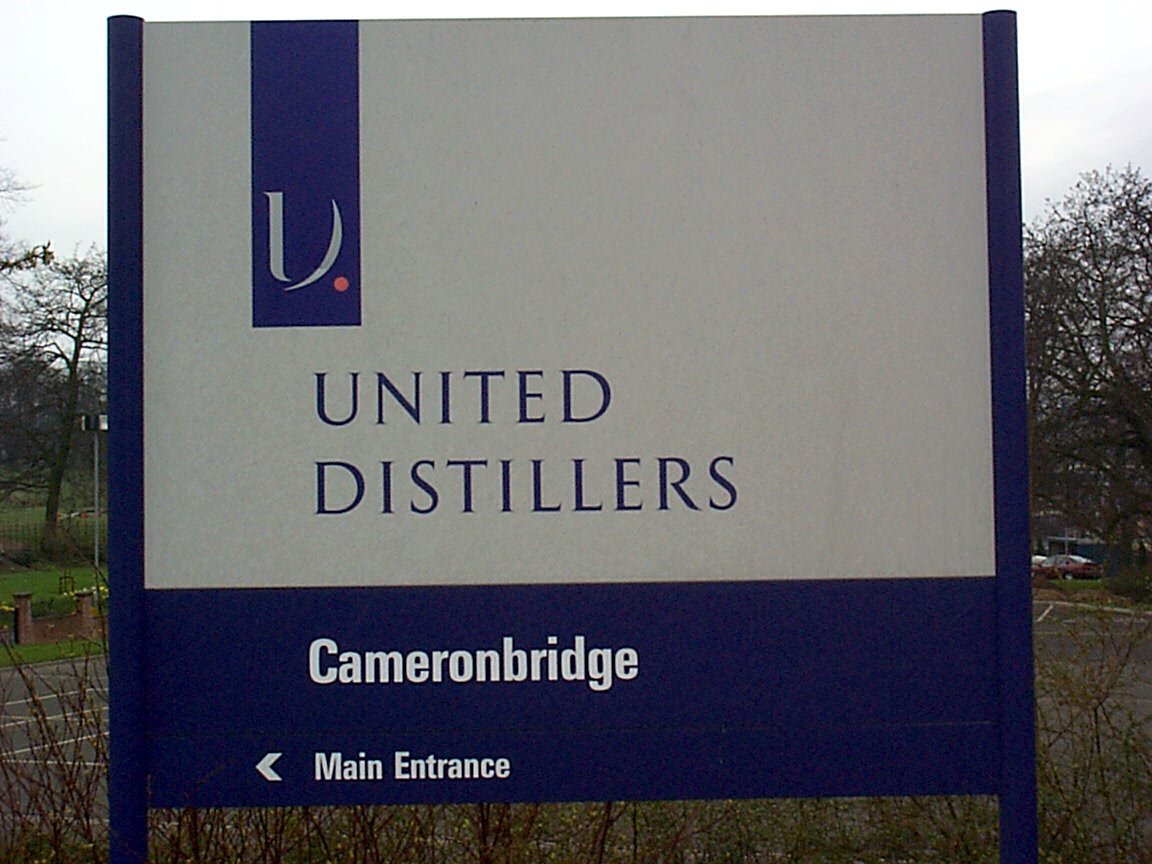 U.
UNITED
DISTILLERS
Cameronbridge
Main Entrance